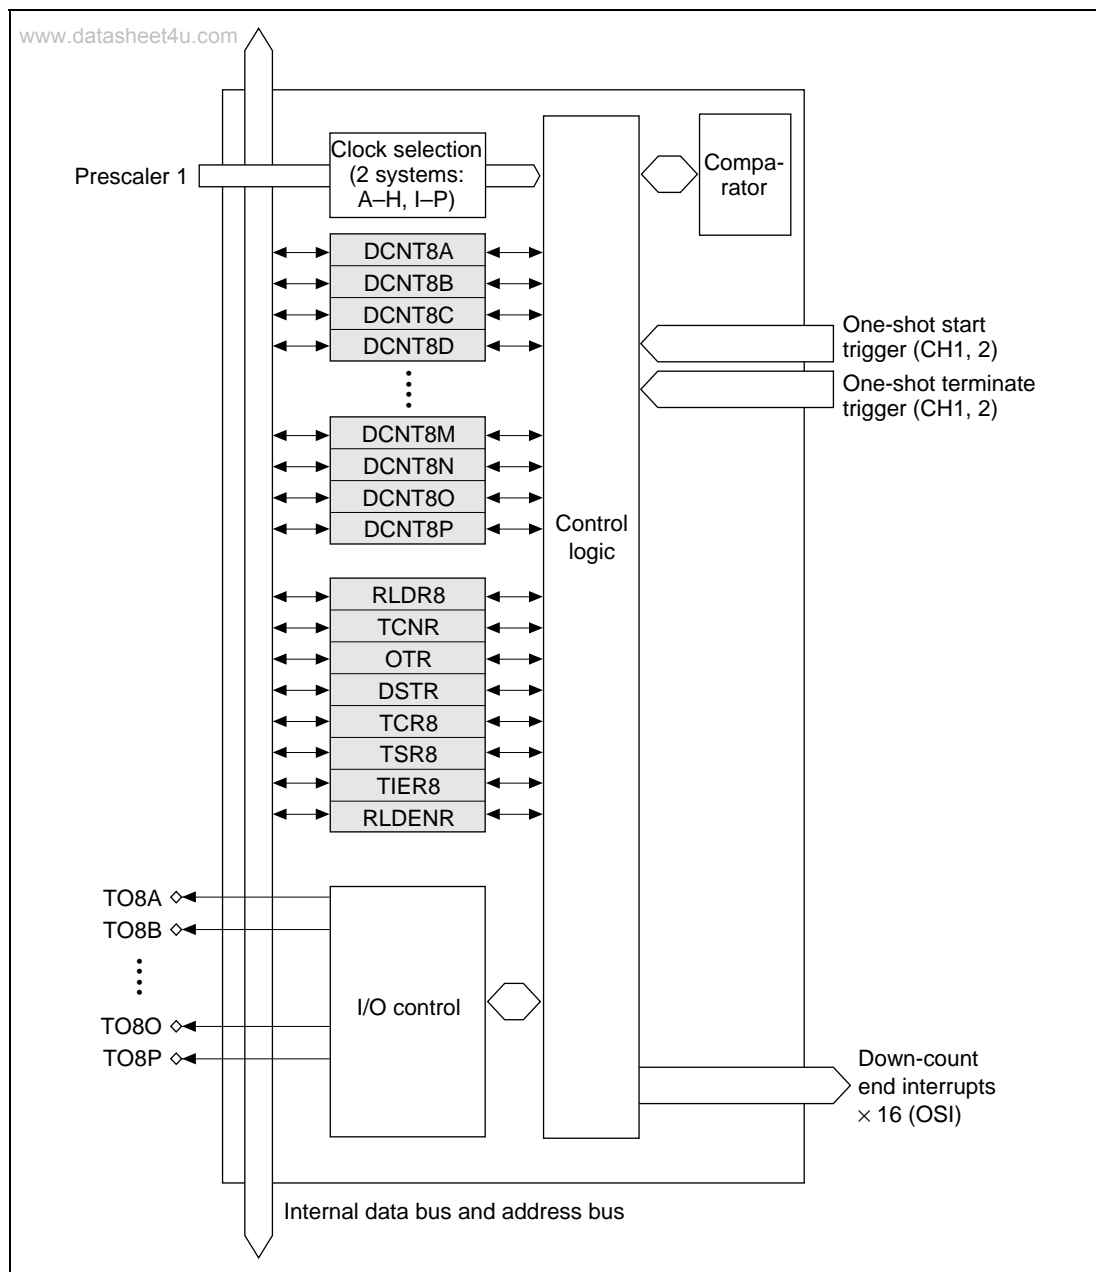 www.datasheet4u.com
Prescaler 1
Clock selection
(2 systems:
A–H, I–P)
Compa-
rator
DCNT8A
DCNT8B
DCNT8C
DCNT8D
One-shot start
trigger (CH1, 2)
One-shot terminate
trigger (CH1, 2)
DCNT8M
DCNT8N
DCNT8O
DCNT8P
Control
logic
RLDR8
TCNR
OTR
DSTR
TCR8
TSR8
TIER8
RLDENR
TO8A
TO8B
TO8O
TO8P
I/O control
Down-count
end interrupts
× 16 (OSI)
Internal data bus and address bus